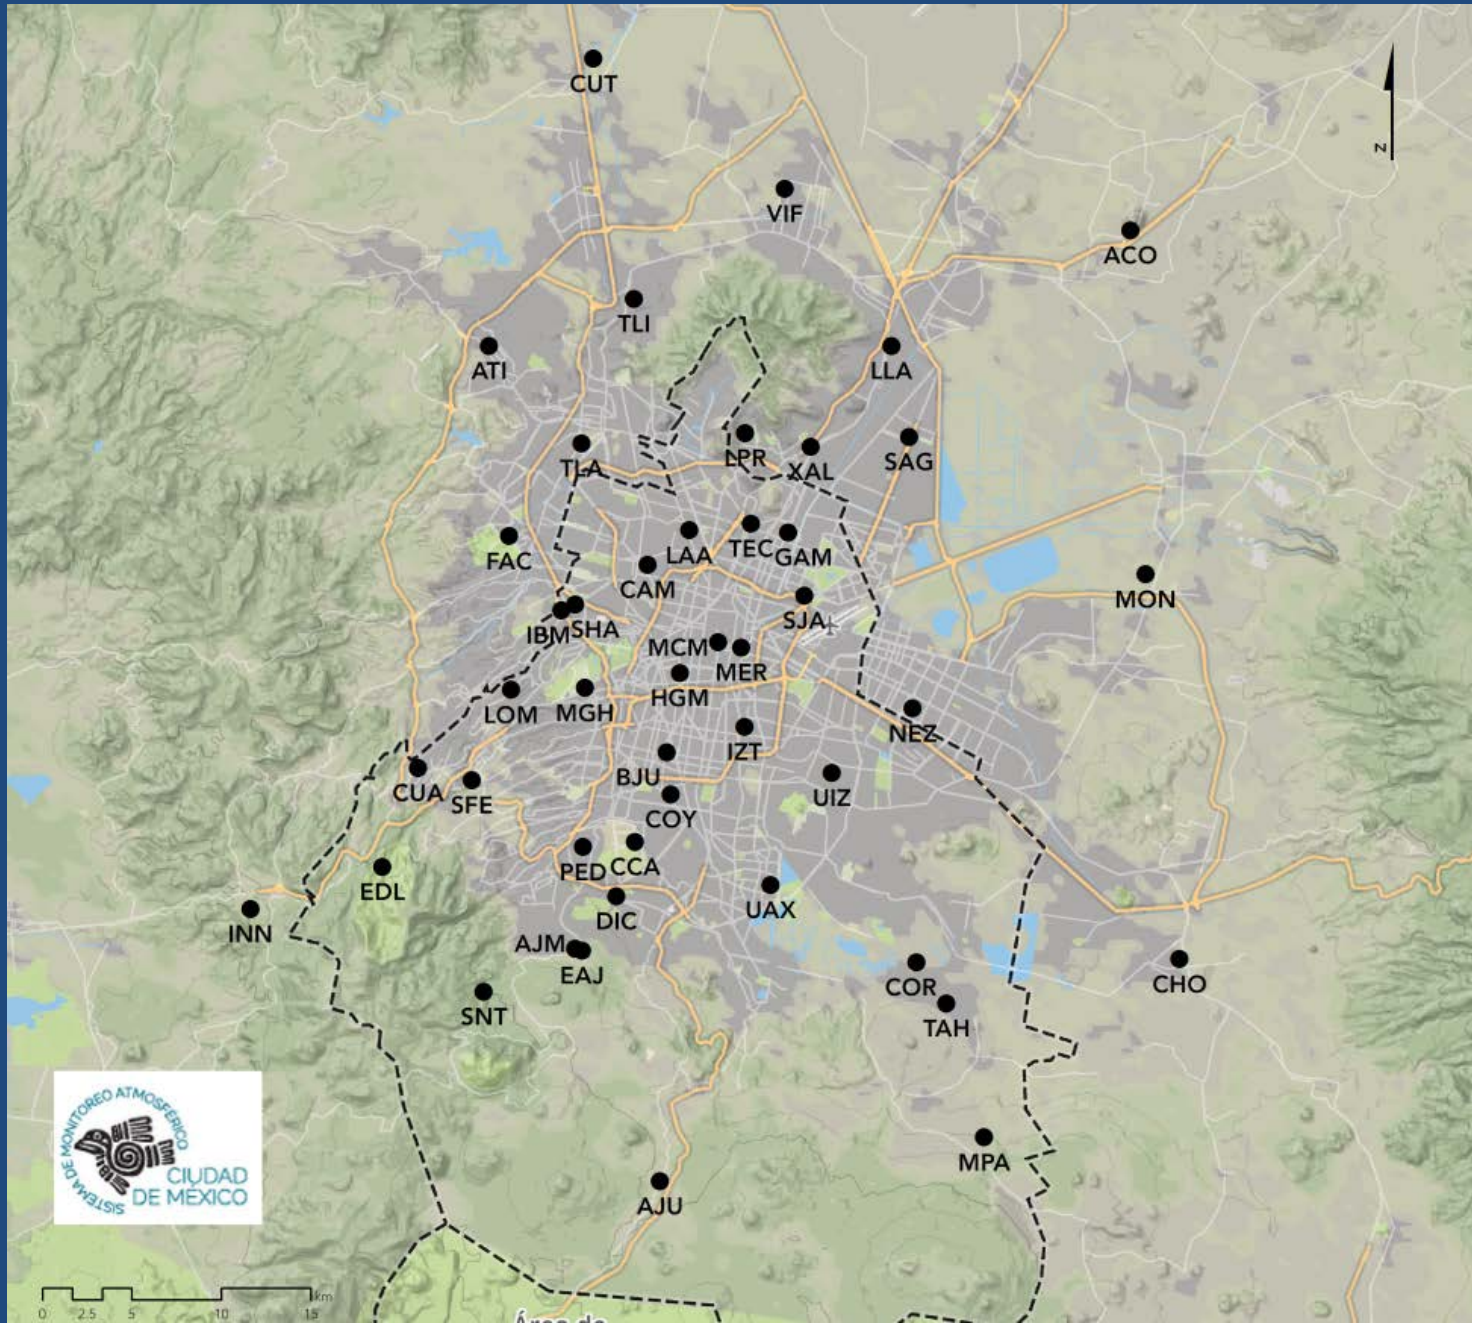 CUT
VIF
N
ACO
TLI
ATI
LLA
TLA
LPR
XAL
SAG
FAC
LAA
TEC
GAM
CAM
MON
IBM
SHA
SJA
MCM
MER
HGM
LOM
MGH
NEZ
IZT
BJU
CUA
SFE
UIZ
COY
PED
CCA
EDL
DIC
UAX
INN
AJM
EAJ
COR
CHO
SNT
TAH
SISTEMA DE MONITOREO ATMOSFÉRICO
CIUDAD
DE MÉXICO
MPA
AJU
km
0 2.5 5 10 15
Área de